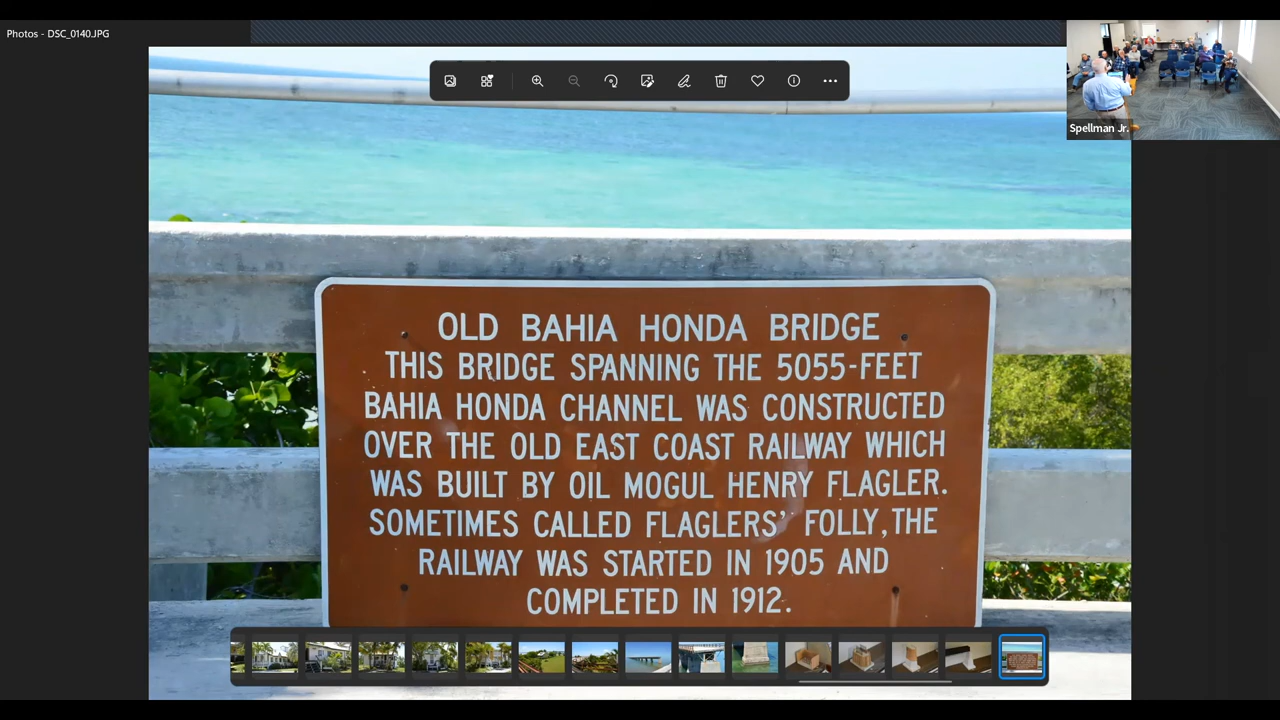 Photos - DSC_0140.JPG
Spellman Jr.
OLD BAHIA HONDA BRIDGE
THIS BRIDGE SPANNING THE 5055-FEET
BAHIA HONDA CHANNEL WAS CONSTRUCTED
OVER THE OLD EAST COAST RAILWAY WHICH
WAS BUILT BY OIL MOGUL HENRY FLAGLER.
SOMETIMES CALLED FLAGLERS' FOLLY, THE
RAILWAY WAS STARTED IN 1905 AND
COMPLETED IN 1912.